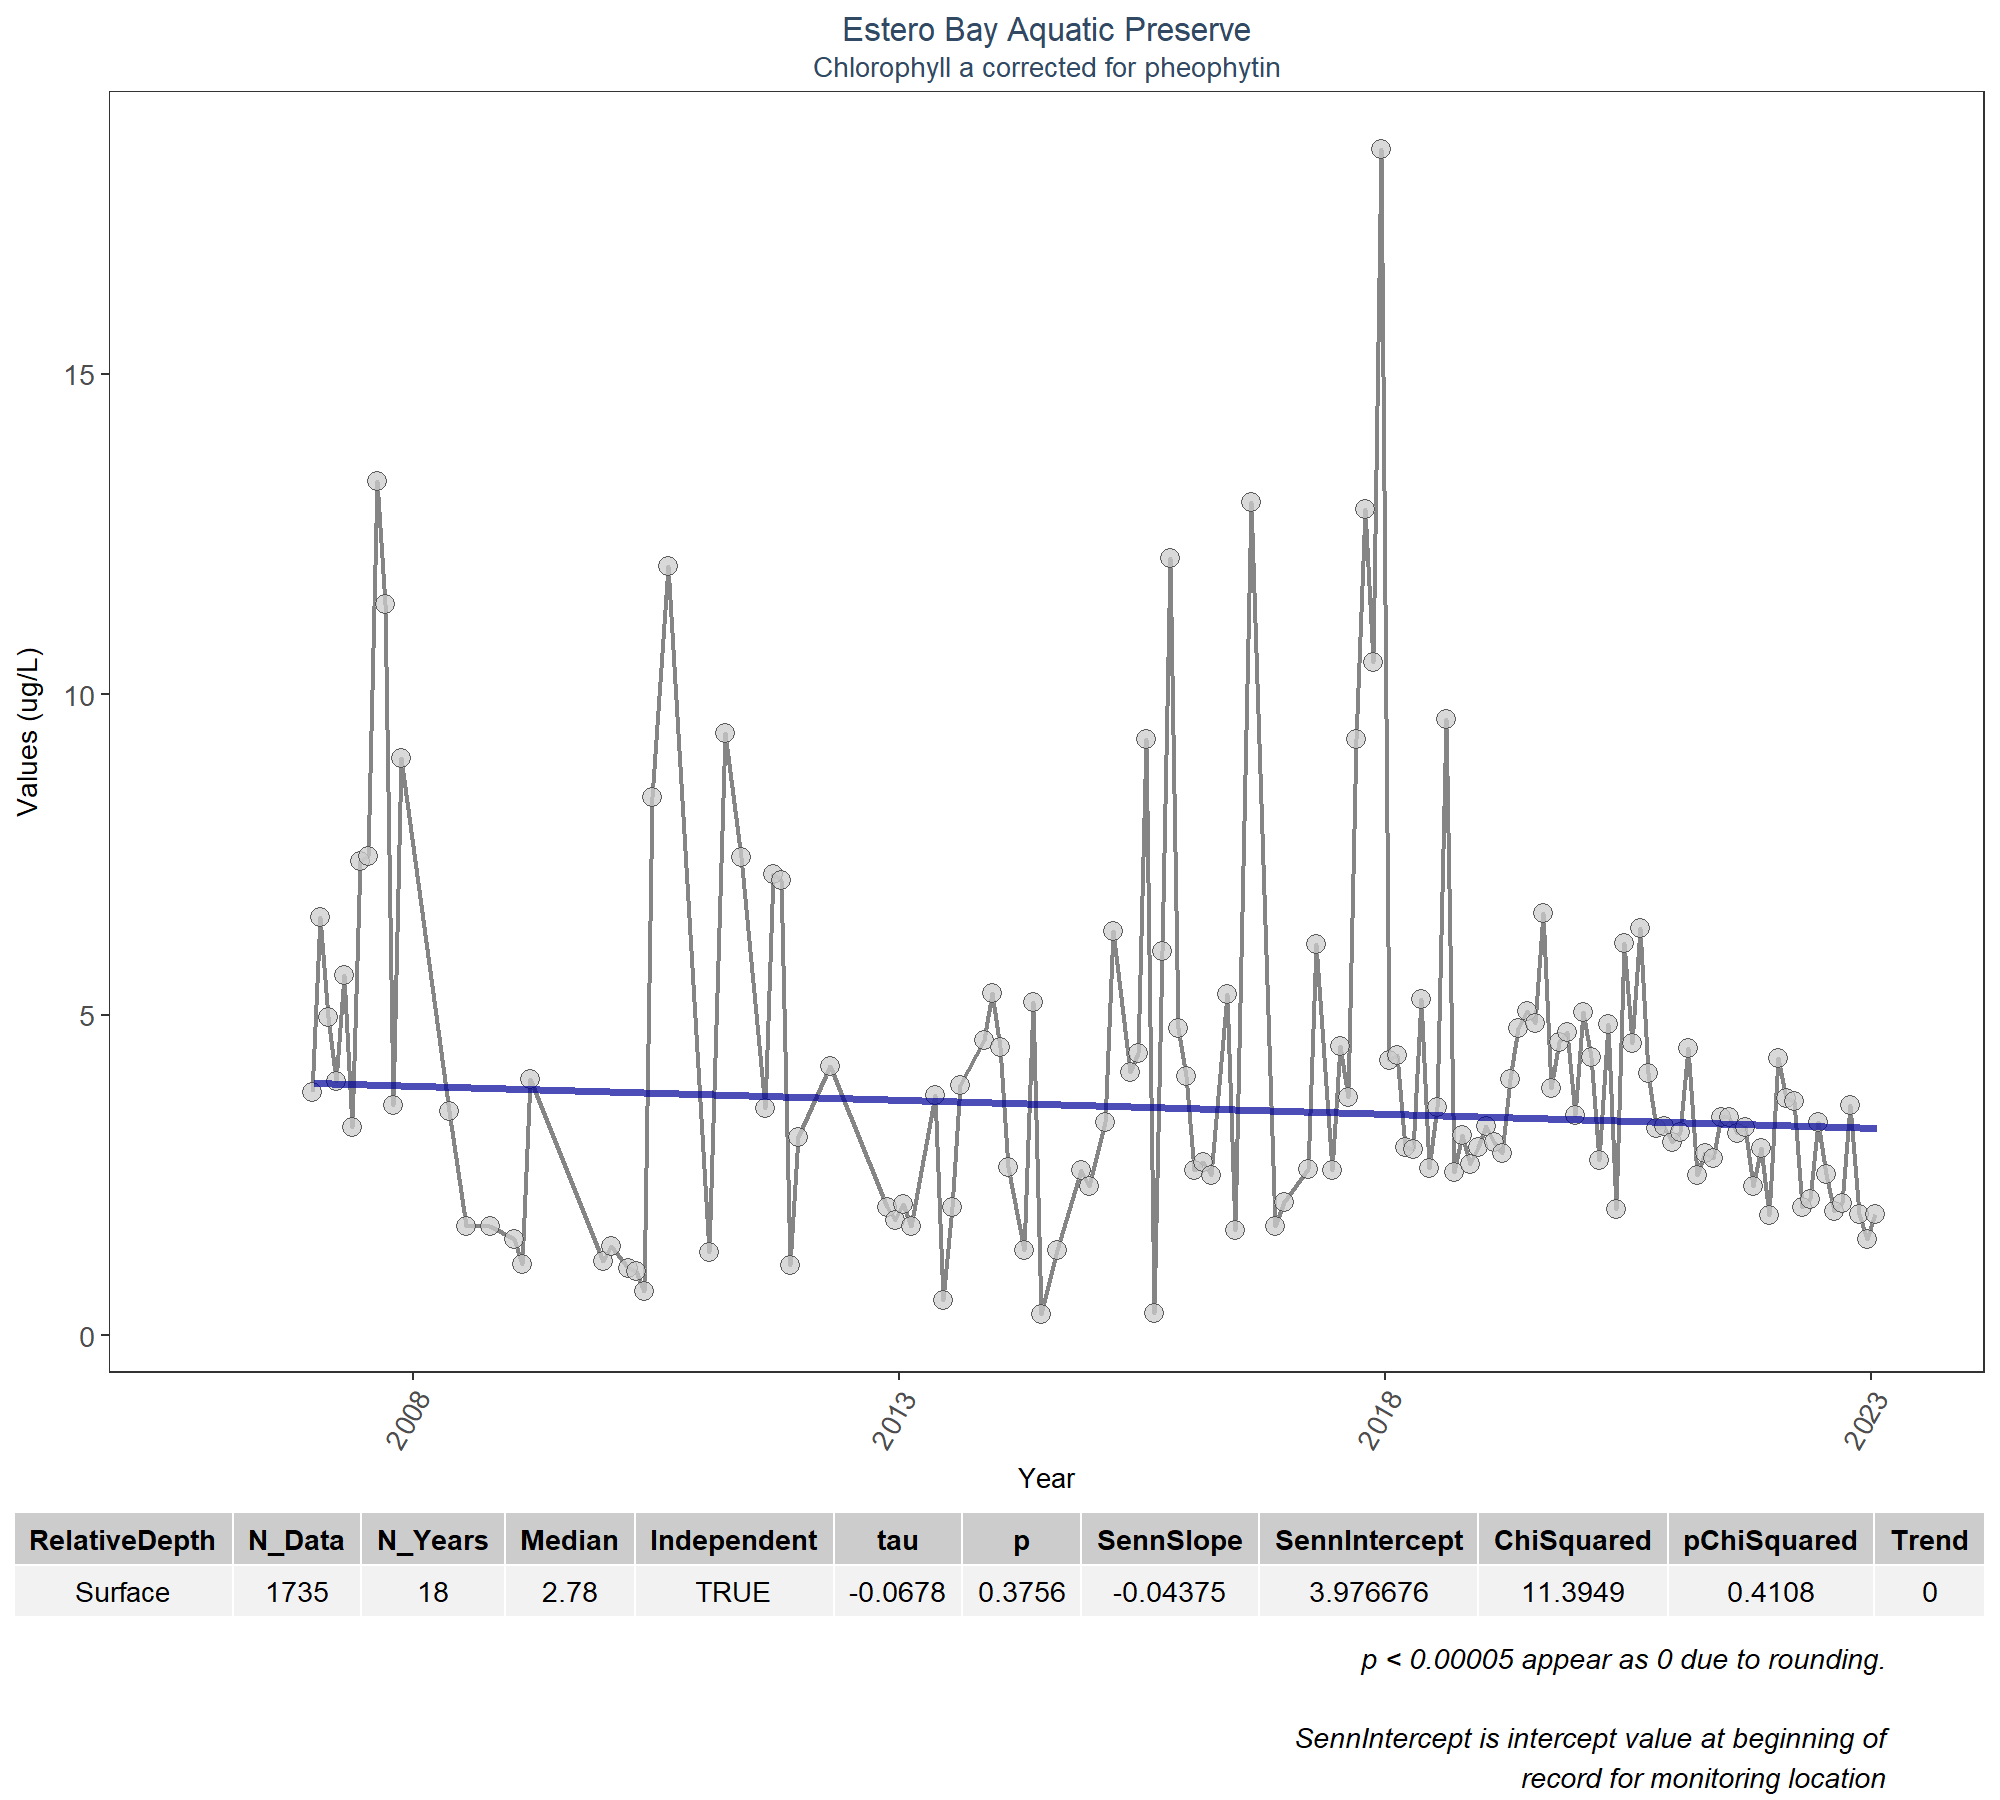 Estero Bay Aquatic Preserve
Chlorophyll a corrected for pheophytin
Values (ug/L)
15
10
5
0
2008 2013 2018 2023
Year
RelativeDepth N_Data N_Years Median Independent tau p SennSlope SennIntercept ChiSquared pChiSquared Trend
Surface 1735 18 2.78 TRUE -0.0678 0.3756 -0.04375 3.976676 11.3949 0.4108 0
p < 0.00005 appear as 0 due to rounding.
SennIntercept is intercept value at beginning of
record for monitoring location